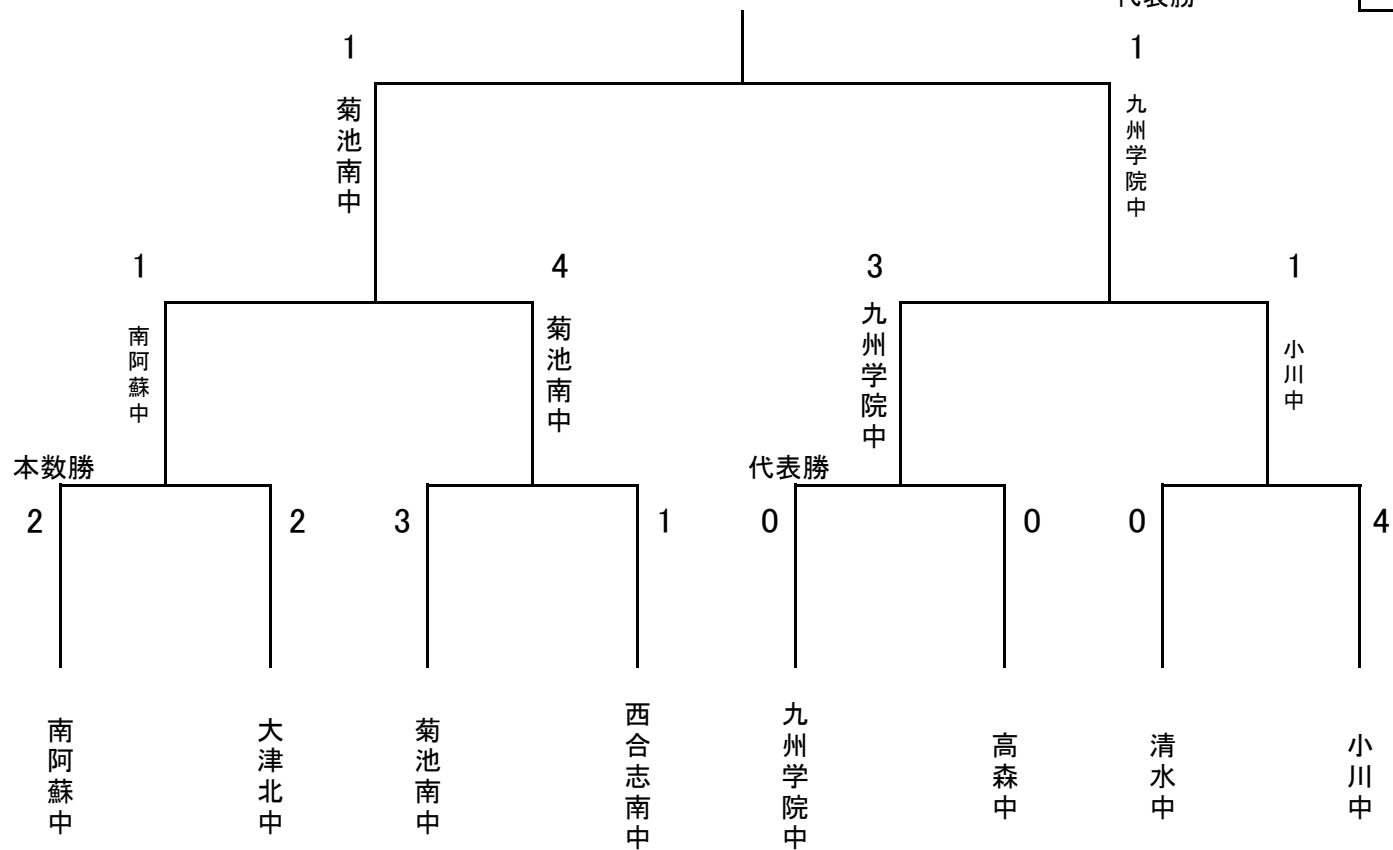 代表勝
1
1
菊池南中
九州学院中
1
4
3
1
南阿蘇中
菊池南中
九州学院中
小川中
本数勝
代表勝
2
2
3
1
0
0
0
4
南阿蘇中
大津北中
菊池南中
西合志南中
九州学院中
高森中
清水中
小川中